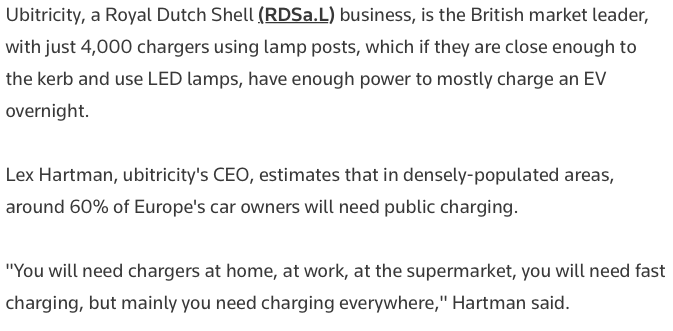 Ubitricity, a Royal Dutch Shell (RDSa.L) business, is the British market leader,
with just 4,000 chargers using lamp posts, which if they are close enough to
the kerb and use LED lamps, have enough power to mostly charge an EV
overnight.
Lex Hartman, ubitricity's CEO, estimates that in densely-populated areas,
around 60% of Europe's car owners will need public charging.
"You will need chargers at home, at work, at the supermarket, you will need fast
charging, but mainly you need charging everywhere," Hartman said.